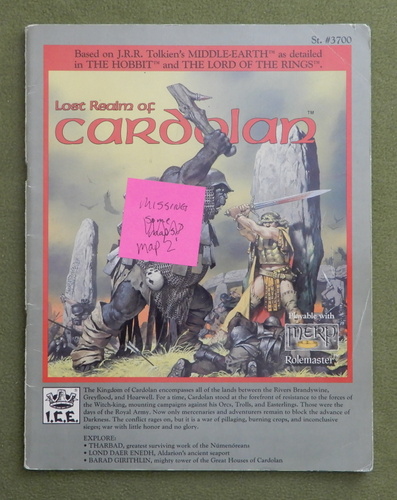 St. #3700
Based on J.R.R. Tolkien's MIDDLE-EARTH™ as detailed
in THE HOBBIT™ and THE LORD OF THE RINGS™.
Lost Realm of
CARDOLAN™
Missing
some
map 2
Playable with
MERP
Rolemaster
I.C.E.
The Kingdom of Cardolan encompasses all of the lands between the Rivers Brandywine,
Greyflood, and Hoarwell. For a time, Cardolan stood at the forefront of resistance to the forces of
the Witch-king, mounting campaigns against his Orcs, Trolls, and Easterlings. Those were the
days of the Royal Army. Now only mercenaries and adventurers remain to block the advance of
Darkness. The conflict rages on, but it is a war of pillaging, burning crops, and inconclusive
sieges; war with little honor and no glory.
EXPLORE:
• THARBAD, greatest surviving work of the Númenóreans
• LOND DAER ENEDH, Aldarion's ancient seaport
• BARAD GIRITHLIN, mighty tower of the Great Houses of Cardolan